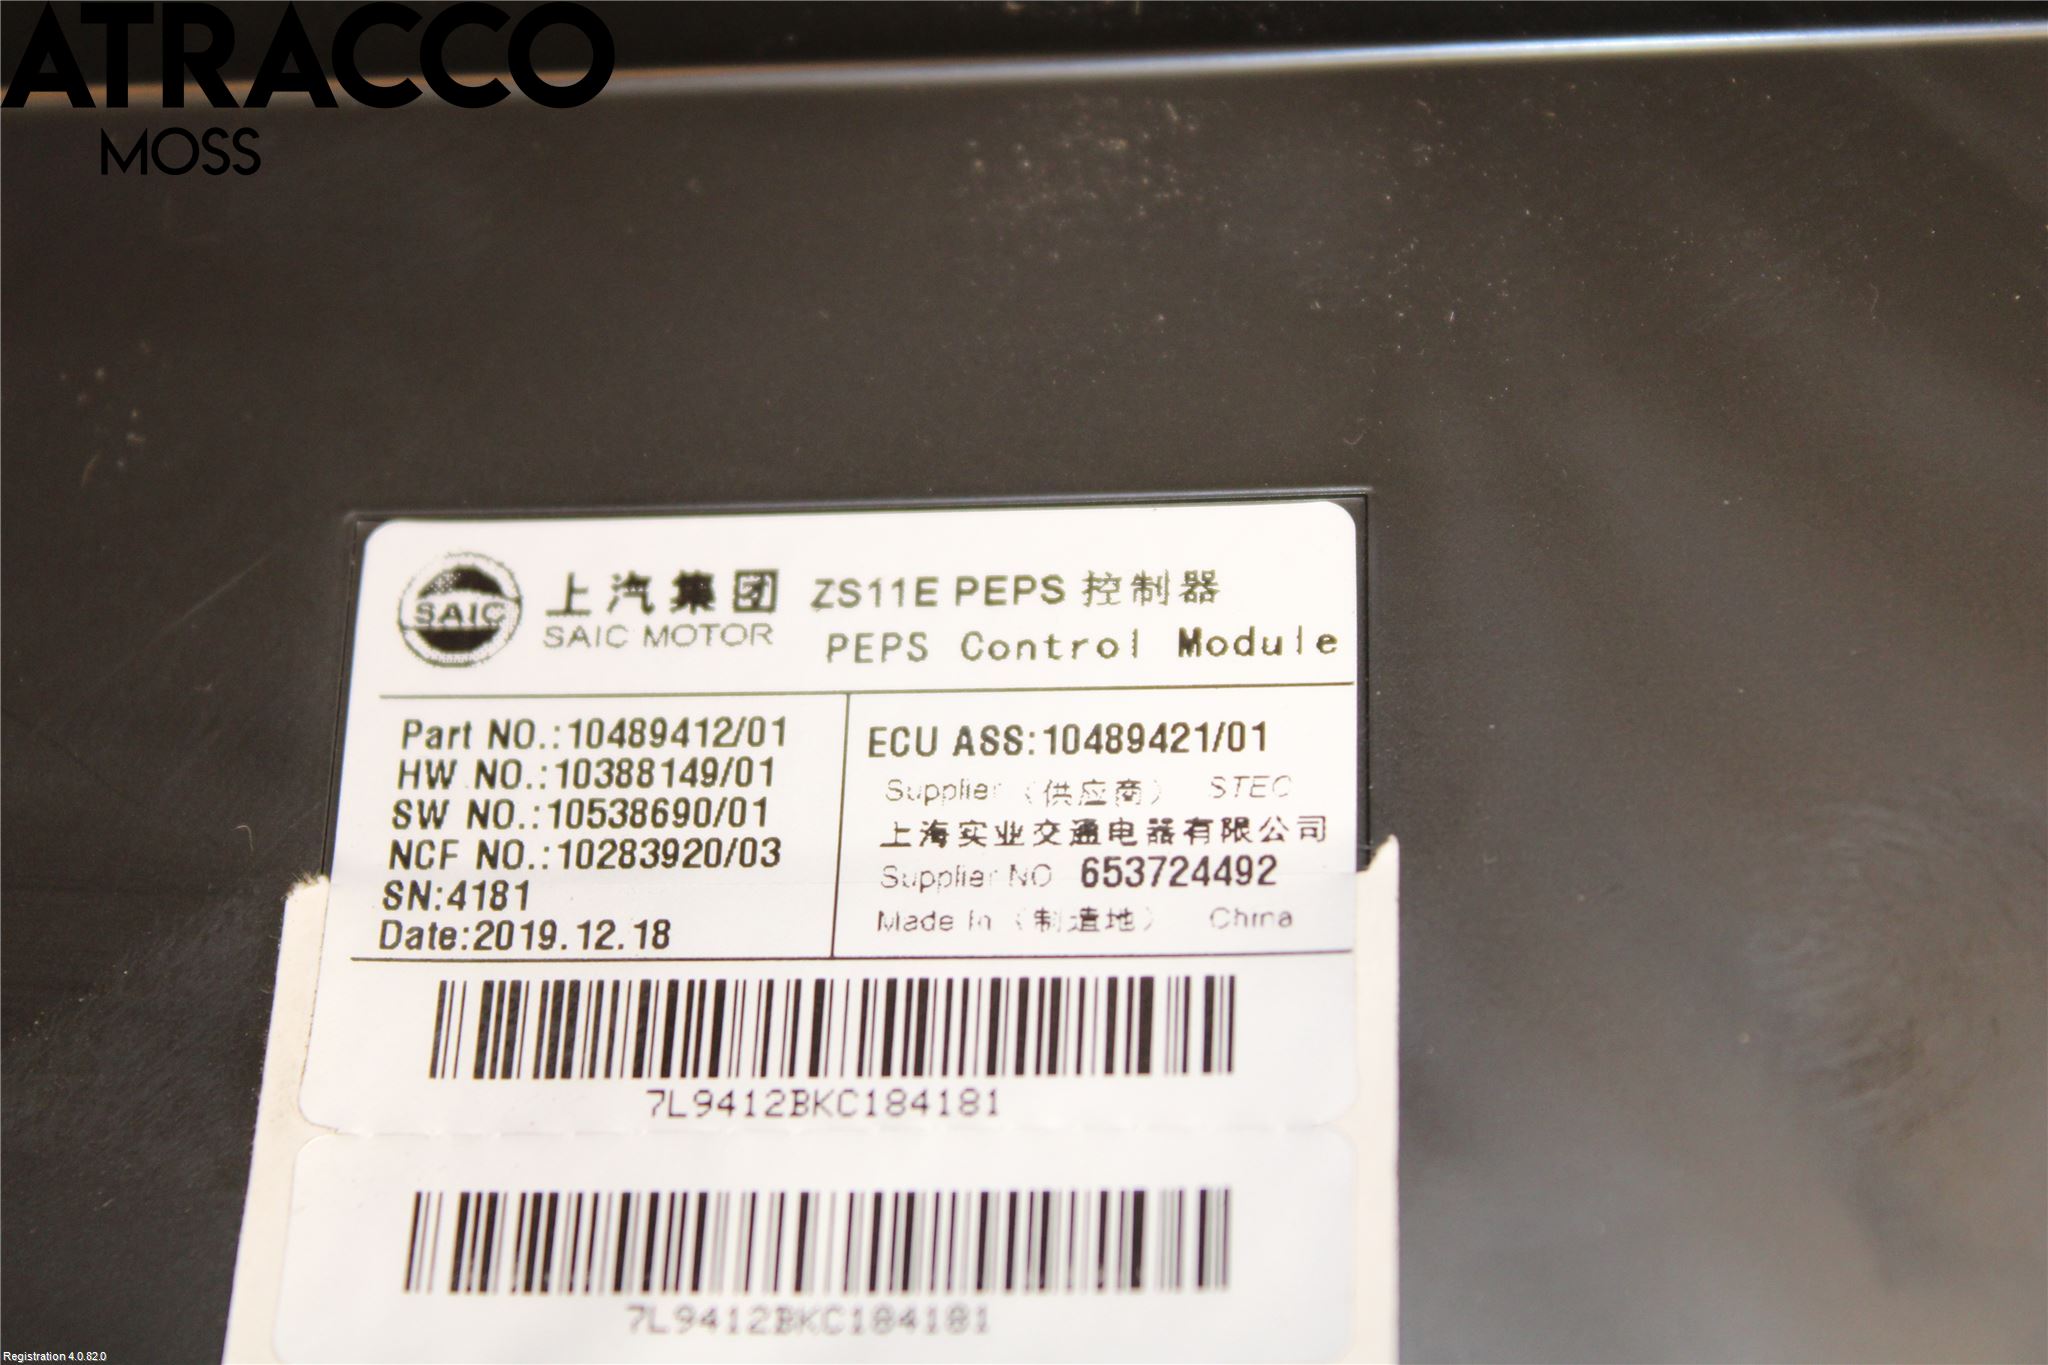 ATRACCO
MOSS
SAIC
上汽集团
SAIC MOTOR
ZS11E PEPS 控制器
PEPS Control Module
Part NO.:10489412/01
HW NO.:10388149/01
SW NO.:10538690/01
NCF NO.:10283920/03
SN:4181
Date:2019.12.18
ECU ASS:10489421/01
Supplier（供应商） STEC
上海实业交通电器有限公司
Supplier NO 653724492
Made In（制造地） China
7L9412BKC184181
7L9412BKC184181
Registration 4.0.82.0